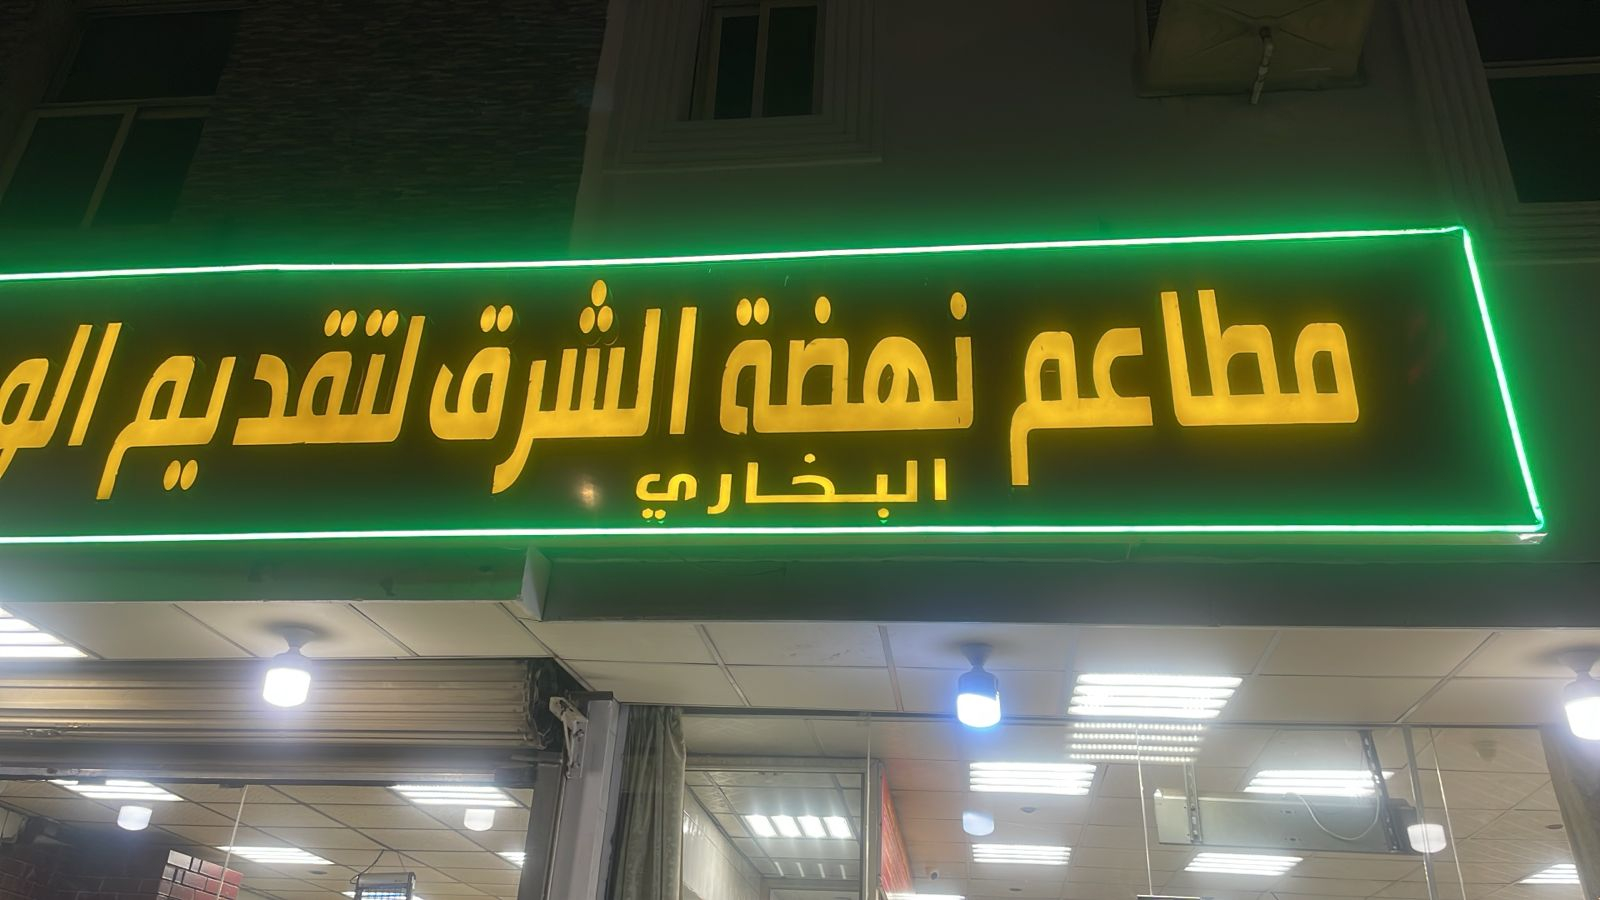 مطاعم نهضة الشرق لتقديم
البخاري